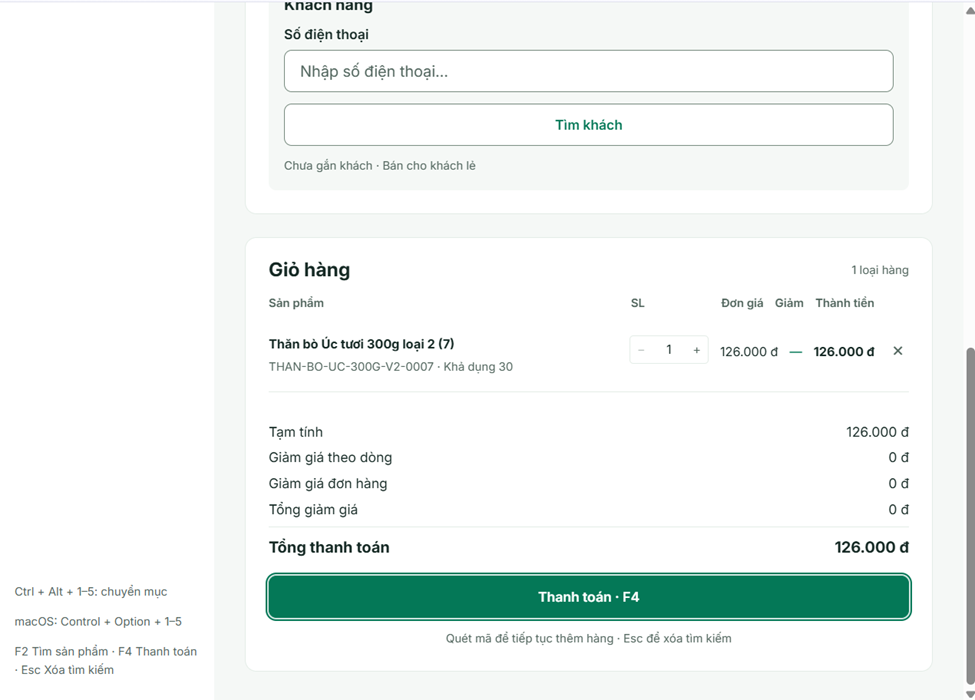 Khách hàng
Số điện thoại
Nhập số điện thoại...
Tìm khách
Chưa gắn khách · Bán cho khách lẻ
Giỏ hàng
1 loại hàng
Sản phẩm SL Đơn giá Giảm Thành tiền
Thăn bò Úc tươi 300g loại 2 (7)
− 1 + 126.000 đ — 126.000 đ ✕
THAN-BO-UC-300G-V2-0007 · Khả dụng 30
Tạm tính 126.000 đ
Giảm giá theo dòng 0 đ
Giảm giá đơn hàng 0 đ
Tổng giảm giá 0 đ
Tổng thanh toán 126.000 đ
Thanh toán · F4
Quét mã để tiếp tục thêm hàng · Esc để xóa tìm kiếm
Ctrl + Alt + 1–5: chuyển mục
macOS: Control + Option + 1–5
F2 Tìm sản phẩm · F4 Thanh toán
· Esc Xóa tìm kiếm